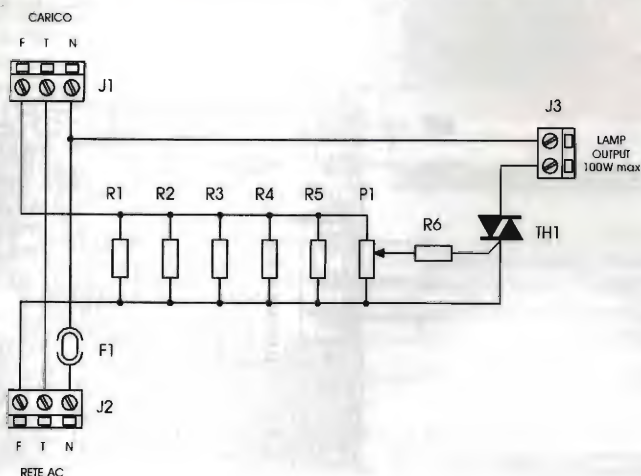 CARICO
F T N
J1
J3
LAMP
OUTPUT
100W max
R1 R2 R3 R4 R5 P1
R6
TH1
F1
J2
F T N
RETE AC